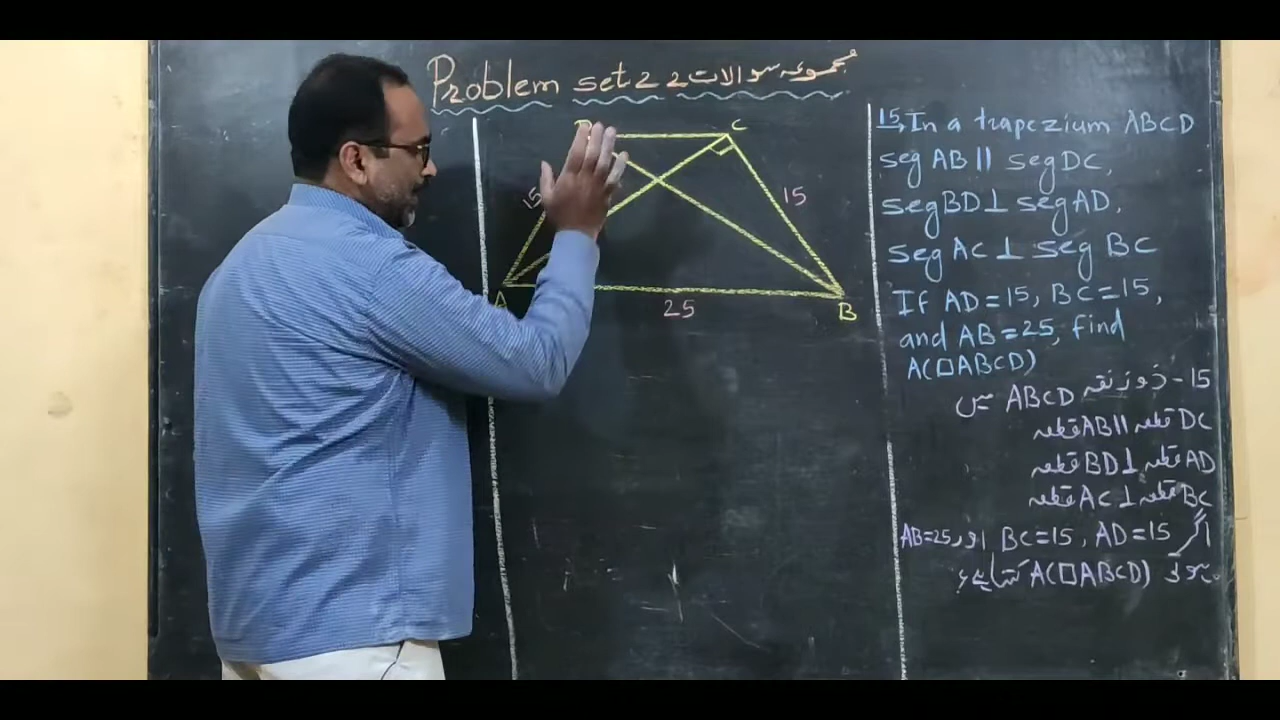 Problem set 2 2 مجموعہ سوالات
D
C
15
15
A
25
B
15, In a trapezium ABCD
seg AB || seg DC,
seg BD ⊥ seg AD,
seg AC ⊥ seg BC
If AD = 15, BC = 15,
and AB = 25, find
A(□ABCD)
15 - ذوزنقہ ABCD میں
قطعہ AB || قطعہ DC
قطعہ BD ⊥ قطعہ AD
قطعہ AC ⊥ قطعہ BC
اگر AD = 15, BC = 15 اور AB = 25
A(□ABCD)